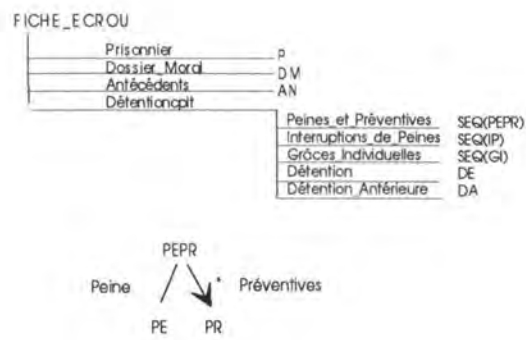 FICHE_ECROU
Prisonnier P
Dossier_Moral DM
Antécédents AN
Détentioncplt
Peines_et_Préventives SEQ(PEPR)
Interruptions_de_Peines SEQ(IP)
Grâces_Individuelles SEQ(GI)
Détention DE
Détention_Antérieure DA
PEPR
Peine * Préventives
PE PR